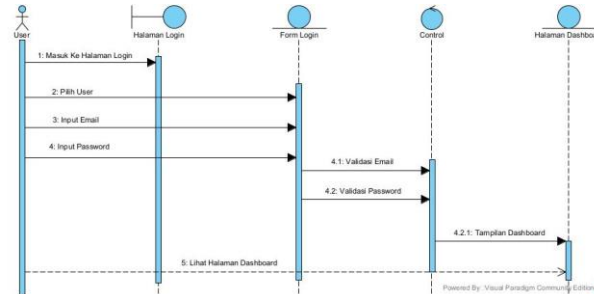 User
Halaman Login
Form Login
Control
Halaman Dashbo
1: Masuk Ke Halaman Login
2: Pilih User
3: Input Email
4: Input Password
4.1: Validasi Email
4.2: Validasi Password
4.2.1: Tampilan Dashboard
5: Lihat Halaman Dashboard
Powered By : Visual Paradigm Community Edition